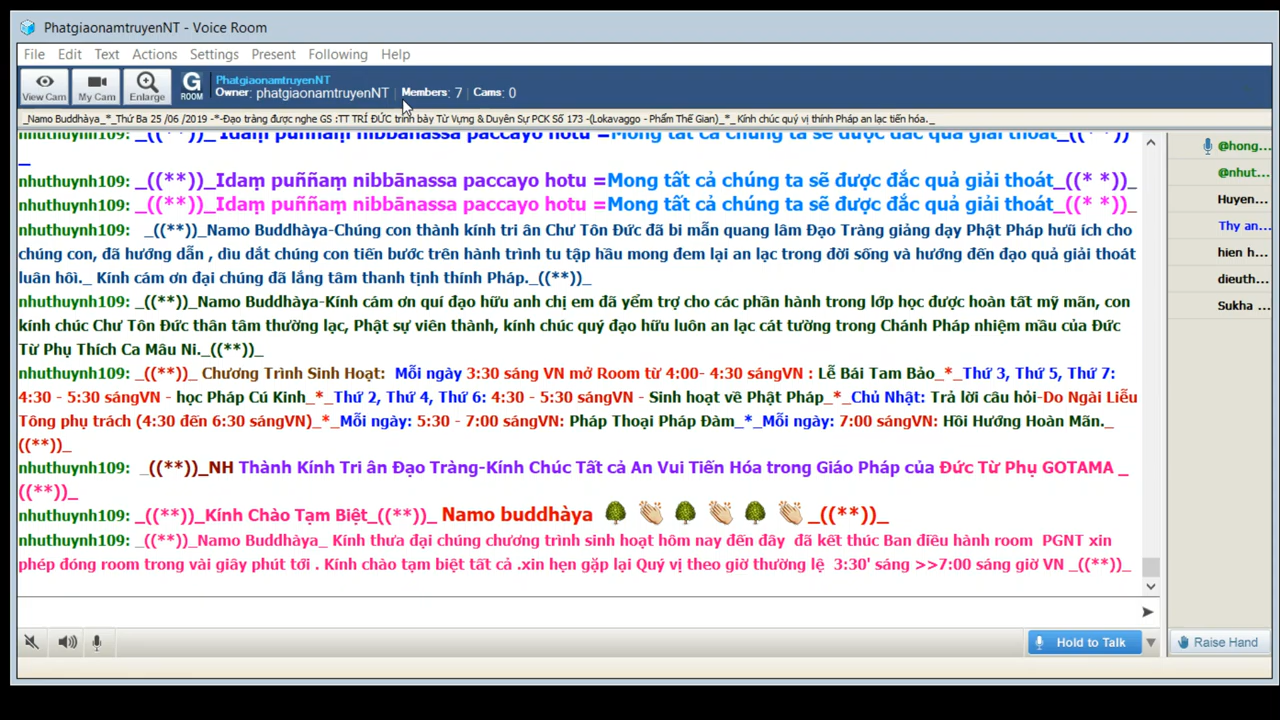 PhatgiaonamtruyenNT - Voice Room
File Edit Text Actions Settings Present Following Help
View Cam My Cam Enlarge G ROOM PhatgiaonamtruyenNT
Owner: phatgiaonamtruyenNT | Members: 7 | Cams: 0
_Namo Buddhàya_*_Thứ Ba 25 /06 /2019 -*-Đạo tràng được nghe GS :TT TRÍ ĐỨC trình bày Từ Vựng & Duyên Sự PCK Số 173 -(Lokavaggo - Phẩm Thế Gian)_*_ Kính chúc quý vị thính Pháp an lạc tiến hóa._
nhuthuynh109: _((**))_Idaṃ puññaṃ nibbānassa paccayo hotu =Mong tất cả chúng ta sẽ được đắc quả giải thoát_((* *))
_
nhuthuynh109: _((**))_Idaṃ puññaṃ nibbānassa paccayo hotu =Mong tất cả chúng ta sẽ được đắc quả giải thoát_((* *))_
nhuthuynh109: _((**))_Idaṃ puññaṃ nibbānassa paccayo hotu =Mong tất cả chúng ta sẽ được đắc quả giải thoát_((* *))_
nhuthuynh109: _((**))_Namo Buddhàya-Chúng con thành kính tri ân Chư Tôn Đức đã bi mẫn quang lâm Đạo Tràng giảng dạy Phật Pháp hưũ ích cho
chúng con, đã hướng dẫn , dìu dắt chúng con tiến bước trên hành trình tu tập hầu mong đem lại an lạc trong đời sống và hướng đến đạo quả giải thoát
luân hồi._ Kính cám ơn đại chúng đã lắng tâm thanh tịnh thính Pháp._((**))_
nhuthuynh109: _((**))_Namo Buddhàya-Kính cám ơn quí đạo hữu anh chị em đã yểm trợ cho các phần hành trong lớp học được hoàn tất mỹ mãn, con
kính chúc Chư Tôn Đức thân tâm thường lạc, Phật sự viên thành, kính chúc quý đạo hữu luôn an lạc cát tường trong Chánh Pháp nhiệm mầu của Đức
Từ Phụ Thích Ca Mâu Ni._((**))_
nhuthuynh109: _((**))_ Chương Trình Sinh Hoạt: Mỗi ngày 3:30 sáng VN mở Room từ 4:00- 4:30 sángVN : Lễ Bái Tam Bảo_*_Thứ 3, Thứ 5, Thứ 7:
4:30 - 5:30 sángVN - học Pháp Cú Kinh_*_Thứ 2, Thứ 4, Thứ 6: 4:30 - 5:30 sángVN - Sinh hoạt về Phật Pháp_*_Chủ Nhật: Trả lời câu hỏi-Do Ngài Liễu
Tông phụ trách (4:30 đến 6:30 sángVN)_*_Mỗi ngày: 5:30 - 7:00 sángVN: Pháp Thoại Pháp Đàm_*_Mỗi ngày: 7:00 sángVN: Hồi Hướng Hoàn Mãn._
((**))_
nhuthuynh109: _((**))_NH Thành Kính Tri ân Đạo Tràng-Kính Chúc Tất cả An Vui Tiến Hóa trong Giáo Pháp của Đức Từ Phụ GOTAMA _
((**))_
nhuthuynh109: _((**))_Kính Chào Tạm Biệt_((**))_ Namo buddhàya _((**))_
nhuthuynh109: _((**))_Namo Buddhàya_ Kính thưa đại chúng chương trình sinh hoạt hôm nay đến đây đã kết thúc Ban điều hành room PGNT xin
phép đóng room trong vài giây phút tới . Kính chào tạm biệt tất cả .xin hẹn gặp lại Quý vị theo giờ thường lệ 3:30' sáng >>7:00 sáng giờ VN _((**))_
@hong...
@nhut...
Huyen...
Thy an...
hien h...
dieuth...
Sukha ...
Hold to Talk
Raise Hand